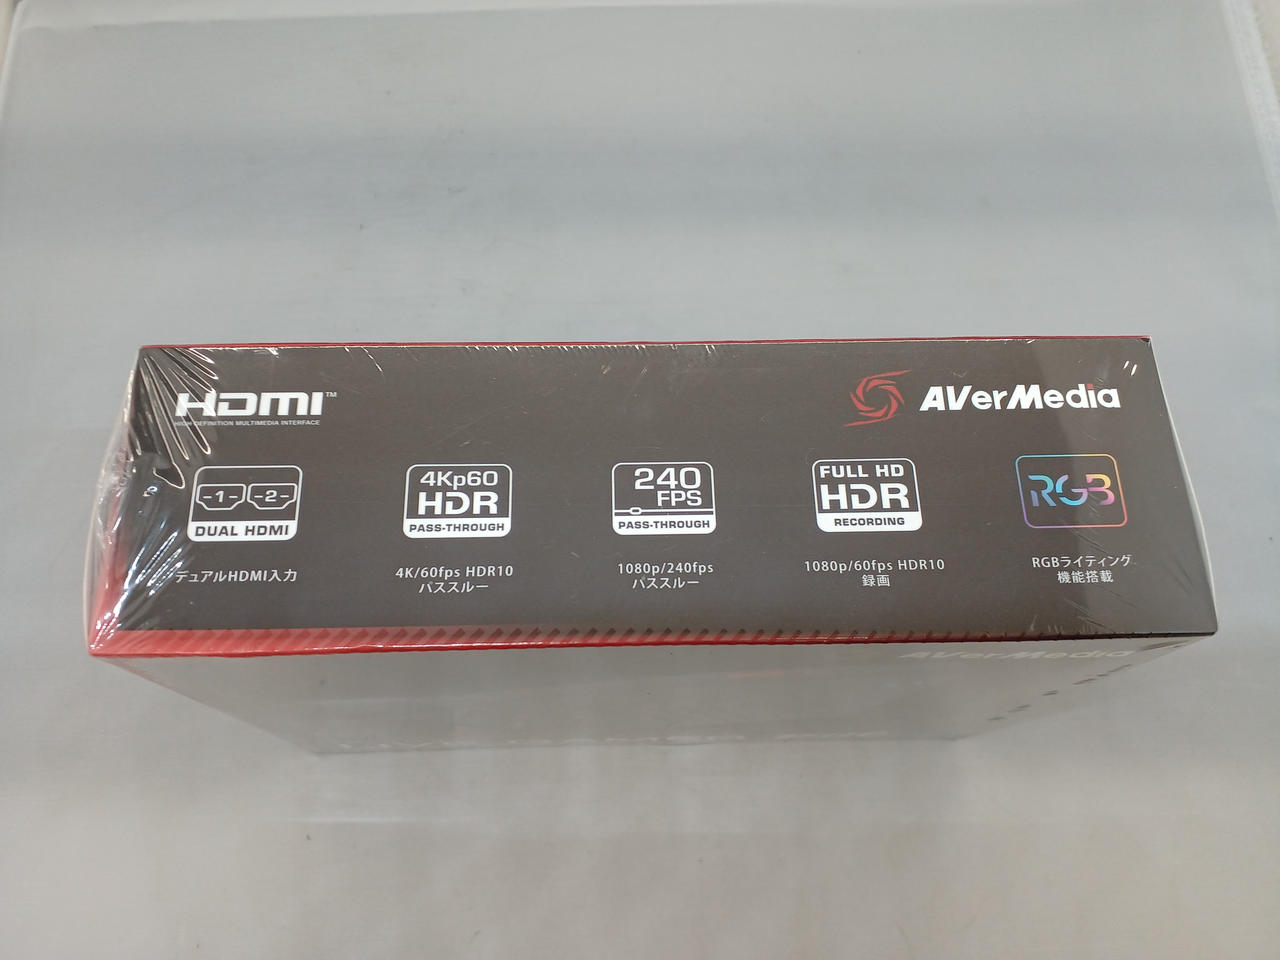 HDMI™
HIGH DEFINITION MULTIMEDIA INTERFACE
AVerMedia
-1- -2-
DUAL HDMI
デュアルHDMI入力
4Kp60
HDR
PASS-THROUGH
4K/60fps HDR10
パススルー
240
FPS
PASS-THROUGH
1080p/240fps
パススルー
FULL HD
HDR
RECORDING
1080p/60fps HDR10
録画
RGB
RGBライティング
機能搭載
AVerMedia